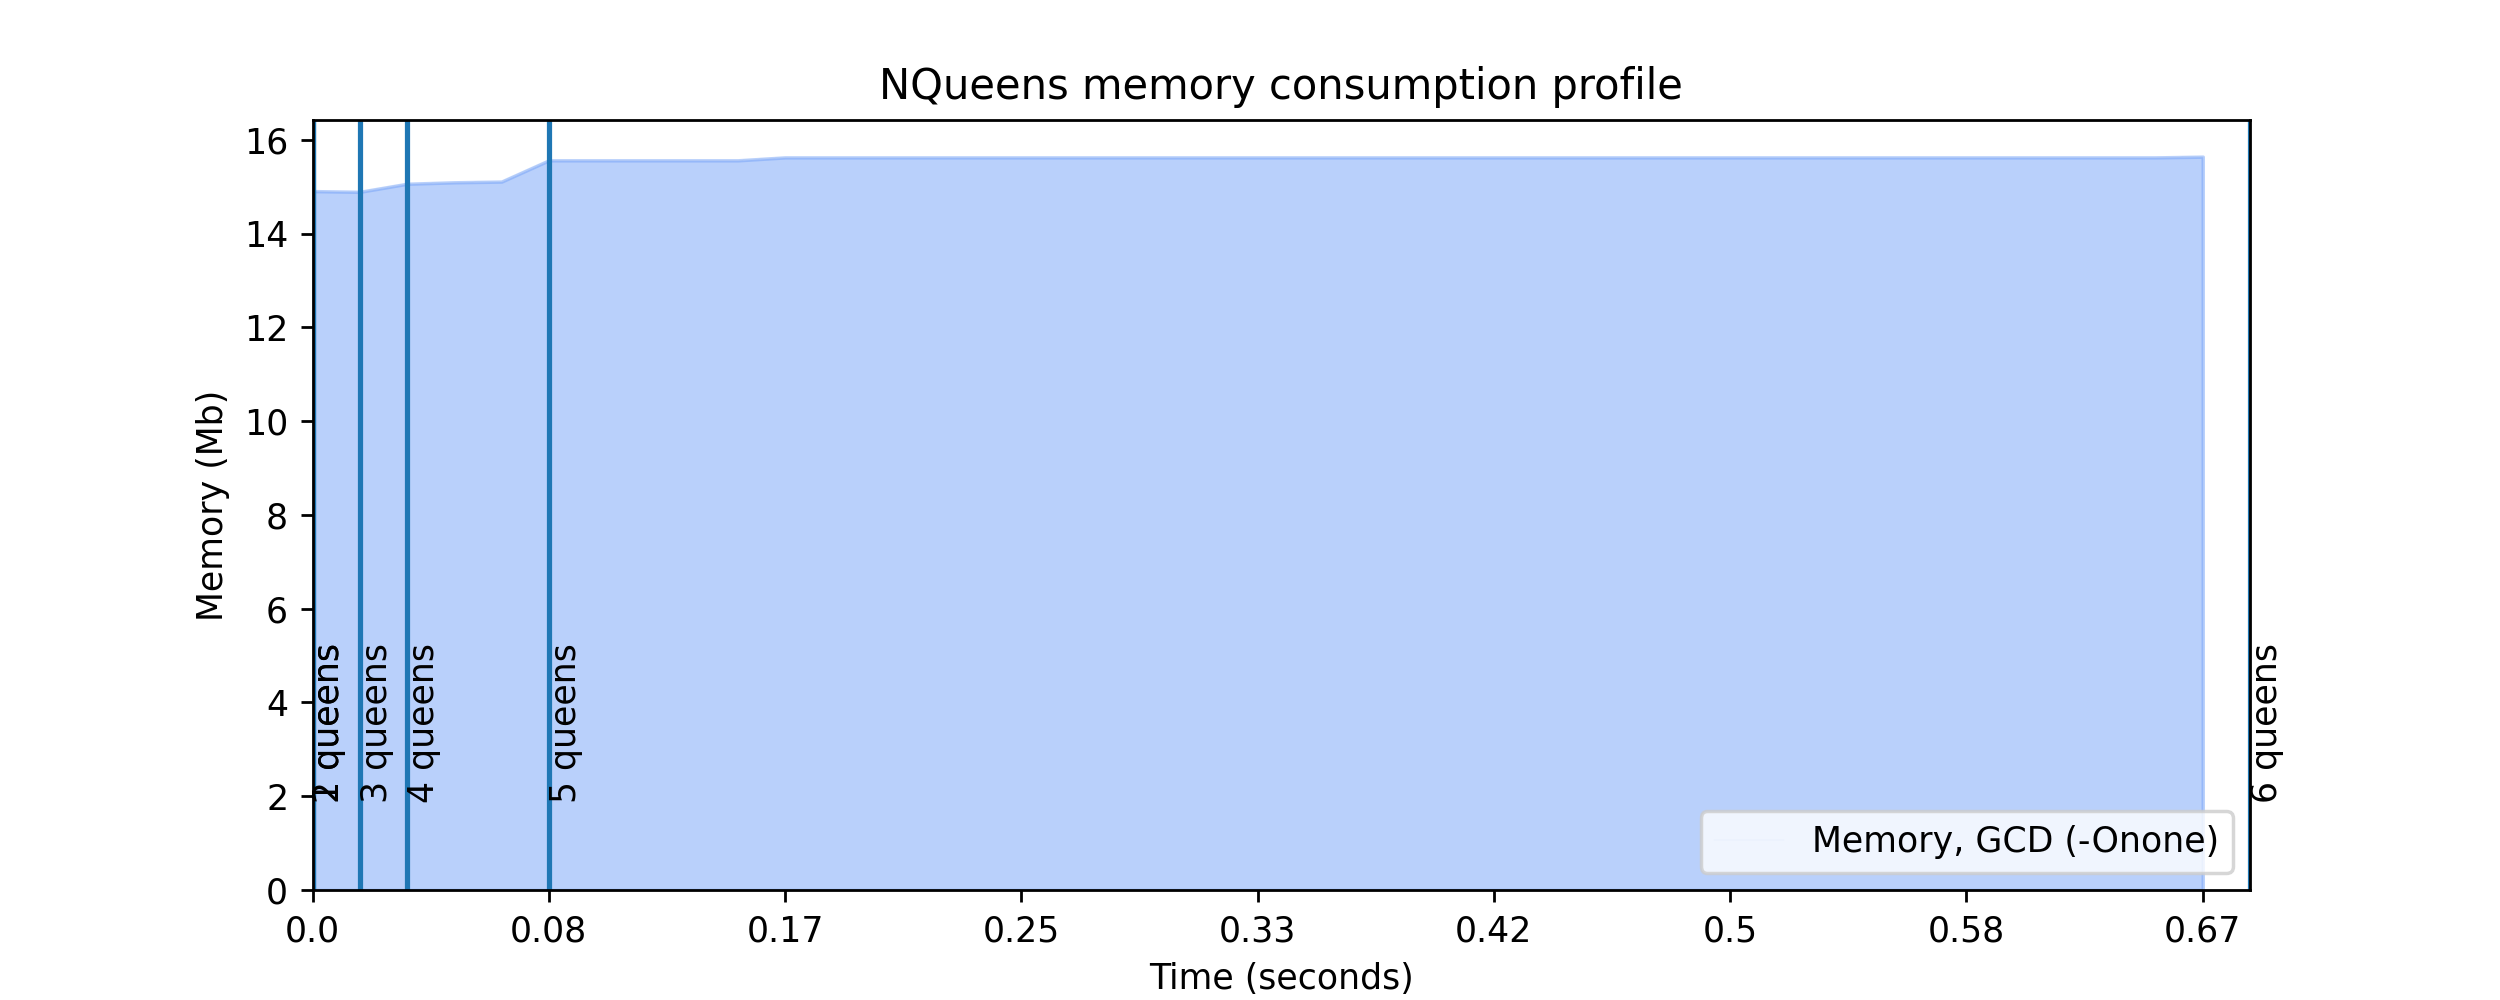 NQueens memory consumption profile
16
14
12
10
8
6
4
2
0
Memory (Mb)
2 queens
3 queens
4 queens
5 queens
6 queens
Memory, GCD (-Onone)
0.0 0.08 0.17 0.25 0.33 0.42 0.5 0.58 0.67
Time (seconds)